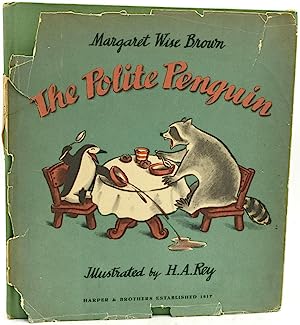 Margaret Wise Brown
The Polite Penguin
Illustrated by H.A.Rey
HARPER & BROTHERS ESTABLISHED 1817